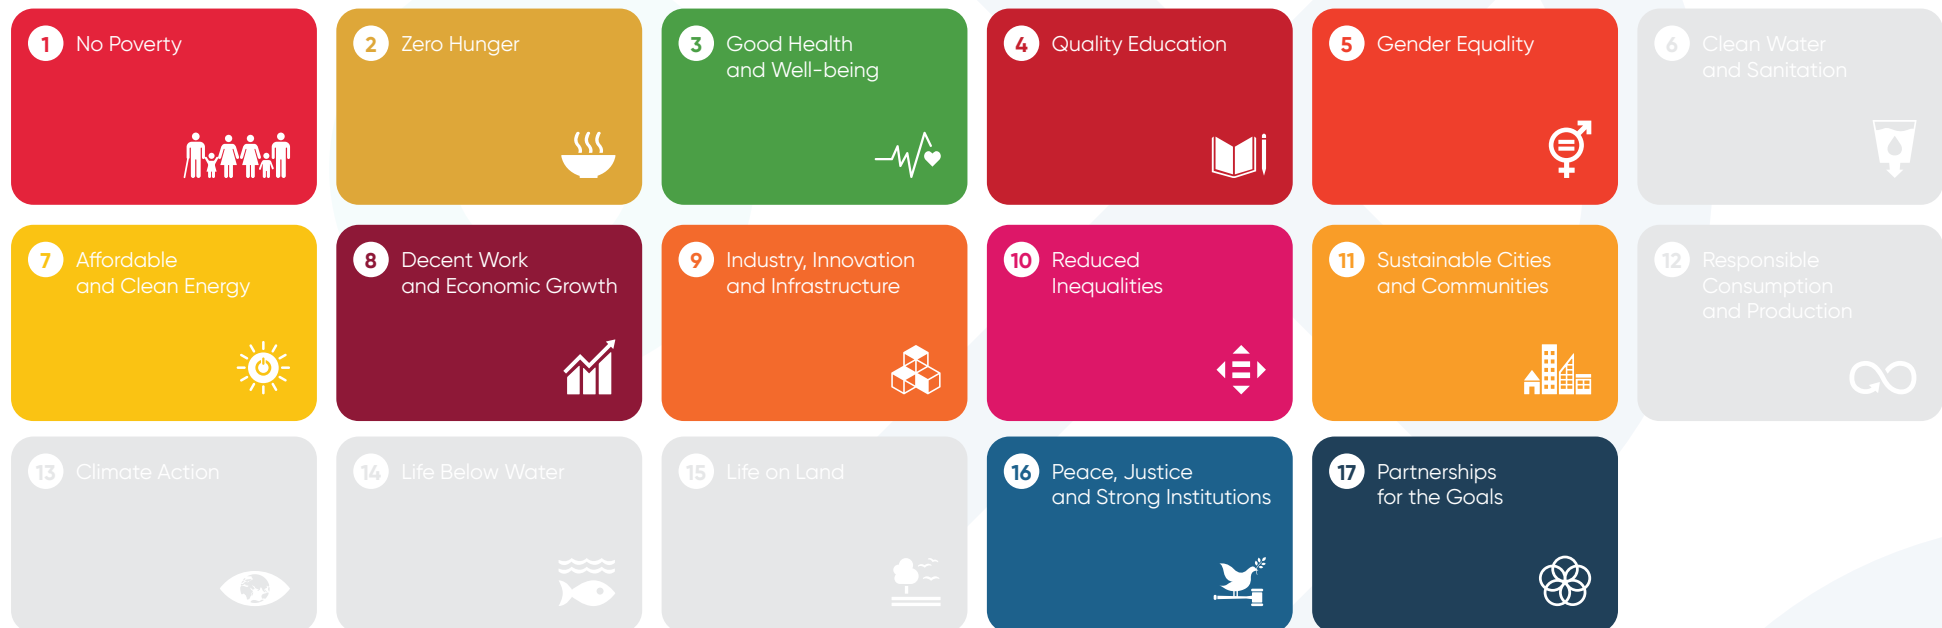 1 No Poverty
2 Zero Hunger
3 Good Health
and Well-being
4 Quality Education
5 Gender Equality
6 Clean Water
and Sanitation
7 Affordable
and Clean Energy
8 Decent Work
and Economic Growth
9 Industry, Innovation
and Infrastructure
10 Reduced
Inequalities
11 Sustainable Cities
and Communities
12 Responsible
Consumption
and Production
13 Climate Action
14 Life Below Water
15 Life on Land
16 Peace, Justice
and Strong Institutions
17 Partnerships
for the Goals